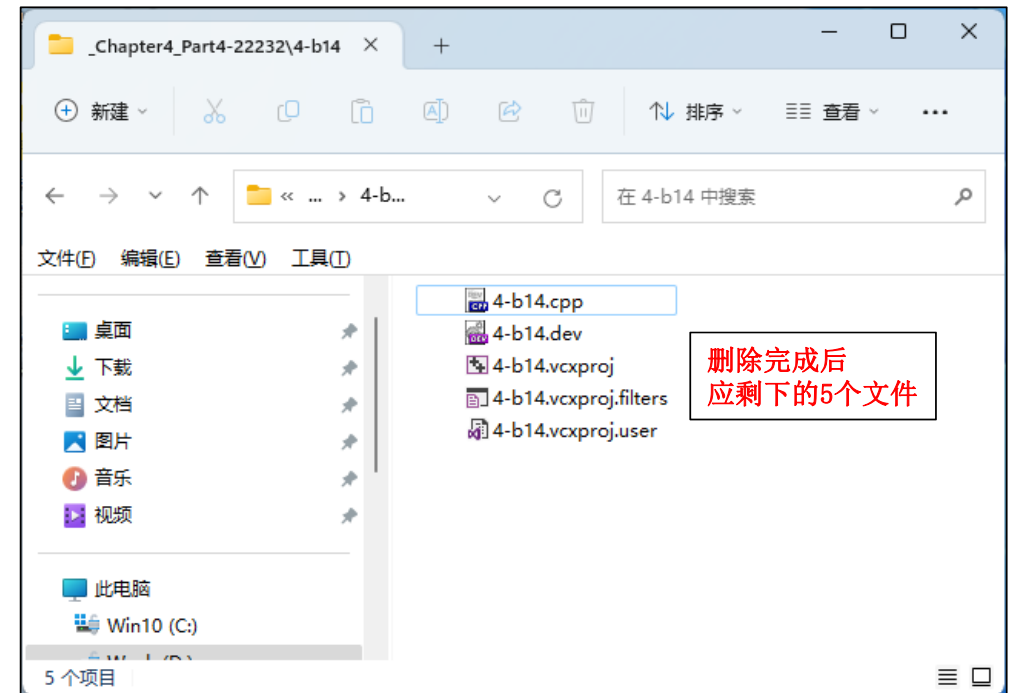 _Chapter4_Part4-22232\4-b14
新建
排序
查看
« ... › 4-b...
在 4-b14 中搜索
文件(F) 编辑(E) 查看(V) 工具(T)
桌面
下载
文档
图片
音乐
视频
此电脑
Win10 (C:)
4-b14.cpp
4-b14.dev
4-b14.vcxproj
4-b14.vcxproj.filters
4-b14.vcxproj.user
删除完成后
应剩下的5个文件
5 个项目